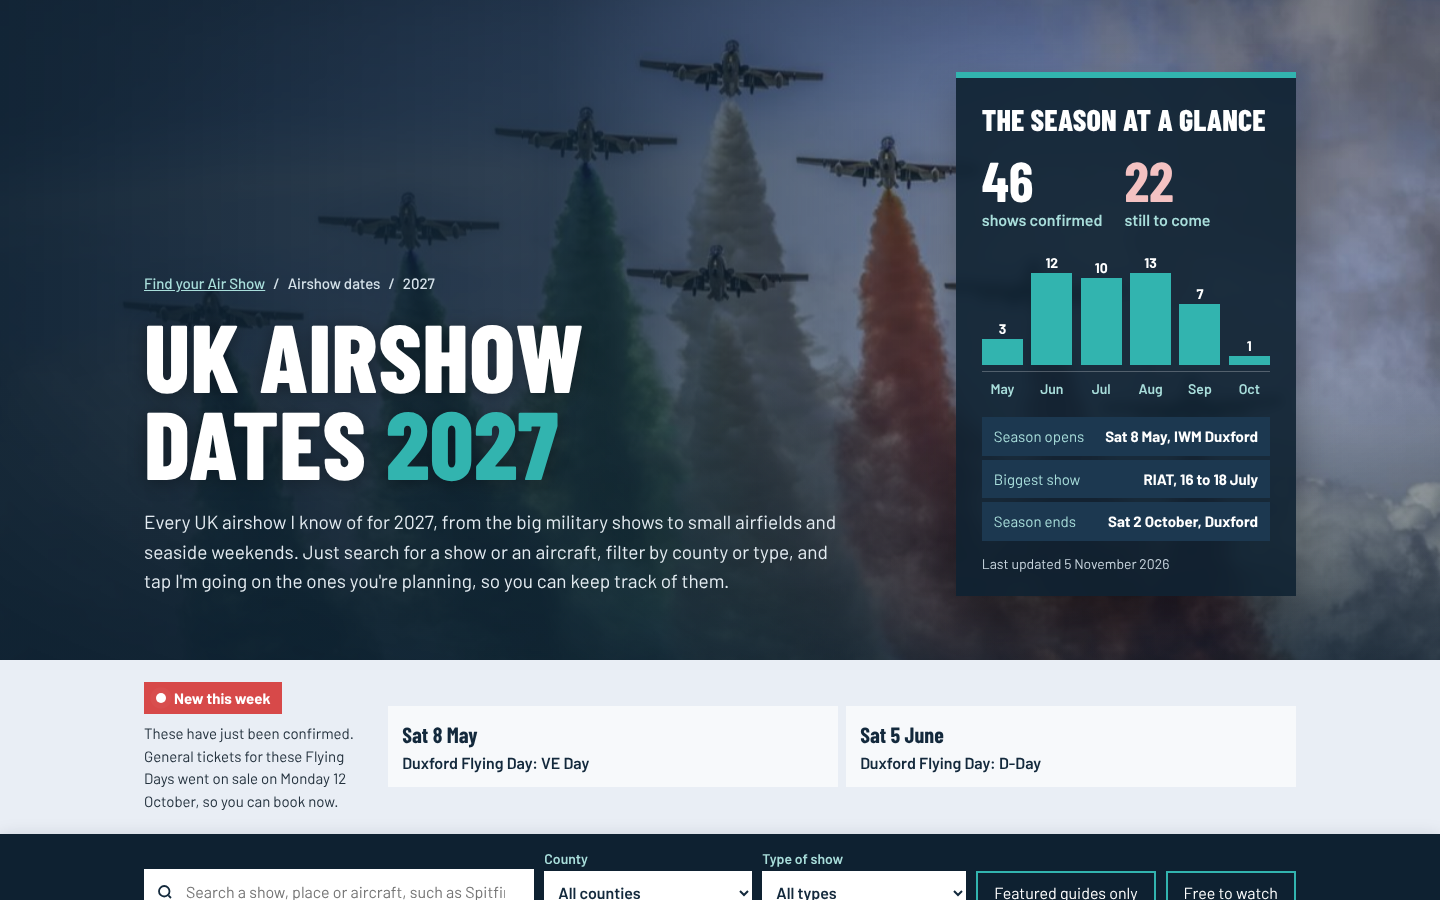 Find your Air Show / Airshow dates / 2027
UK AIRSHOW
DATES 2027
Every UK airshow I know of for 2027, from the big military shows to small airfields and
seaside weekends. Just search for a show or an aircraft, filter by county or type, and
tap I'm going on the ones you're planning, so you can keep track of them.
THE SEASON AT A GLANCE
46
shows confirmed
22
still to come
3
12
10
13
7
1
May Jun Jul Aug Sep Oct
Season opens Sat 8 May, IWM Duxford
Biggest show RIAT, 16 to 18 July
Season ends Sat 2 October, Duxford
Last updated 5 November 2026
New this week
These have just been confirmed.
General tickets for these Flying
Days went on sale on Monday 12
October, so you can book now.
Sat 8 May
Duxford Flying Day: VE Day
Sat 5 June
Duxford Flying Day: D-Day
Search a show, place or aircraft, such as Spitfi
County
All counties
Type of show
All types
Featured guides only
Free to watch